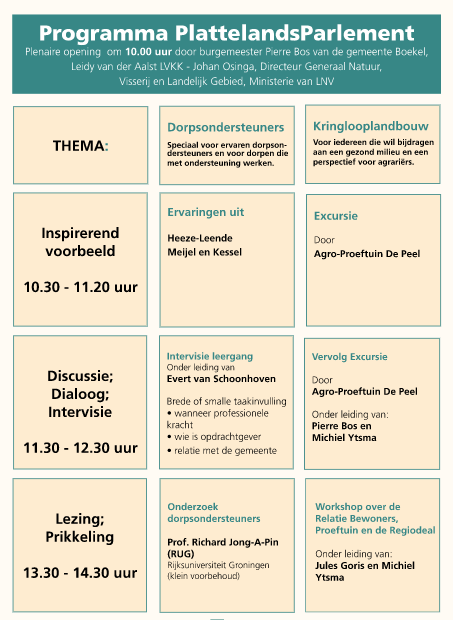 Programma PlattelandsParlement
Plenaire opening om 10.00 uur door burgemeester Pierre Bos van de gemeente Boekel,
Leidy van der Aalst LVKK - Johan Osinga, Directeur Generaal Natuur,
Visserij en Landelijk Gebied, Ministerie van LNV
THEMA:
Dorpsondersteuners
Speciaal voor ervaren dorpson-
dersteuners en voor dorpen die
met ondersteuning werken.
Kringlooplandbouw
Voor iedereen die wil bijdragen
aan een gezond milieu en een
perspectief voor agrariërs.
Inspirerend
voorbeeld
10.30 - 11.20 uur
Ervaringen uit
Heeze-Leende
Meijel en Kessel
Excursie
Door
Agro-Proeftuin De Peel
Discussie;
Dialoog;
Intervisie
11.30 - 12.30 uur
Intervisie leergang
Onder leiding van
Evert van Schoonhoven
Brede of smalle taakinvulling
• wanneer professionele
kracht
• wie is opdrachtgever
• relatie met de gemeente
Vervolg Excursie
Door
Agro-Proeftuin De Peel
Onder leiding van:
Pierre Bos en
Michiel Ytsma
Lezing;
Prikkeling
13.30 - 14.30 uur
Onderzoek
dorpsondersteuners
Prof. Richard Jong-A-Pin
(RUG)
Rijksuniversiteit Groningen
(klein voorbehoud)
Workshop over de
Relatie Bewoners,
Proeftuin en de Regiodeal
Onder leiding van:
Jules Goris en Michiel
Ytsma